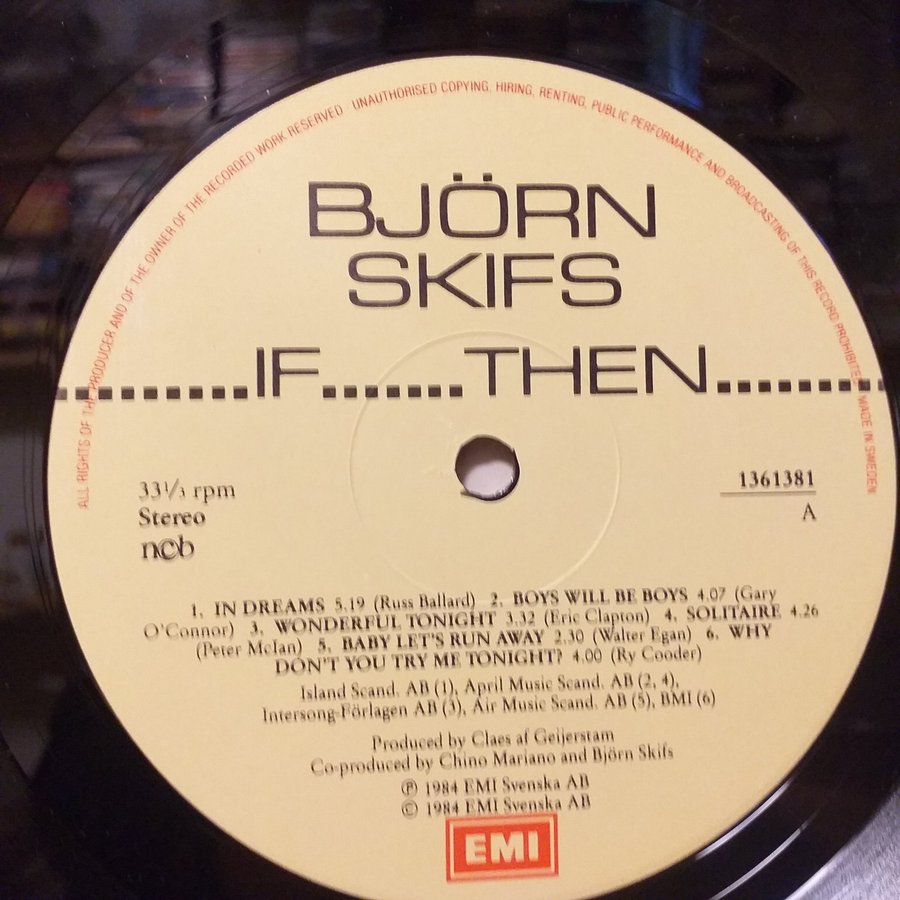 ALL RIGHTS OF THE PRODUCER AND OF THE OWNER OF THE RECORDED WORK RESERVED · UNAUTHORISED COPYING, HIRING, RENTING, PUBLIC PERFORMANCE AND BROADCASTING OF THIS RECORD PROHIBITED MADE IN SWEDEN
BJÖRN
SKIFS
.........IF.......THEN.........
33 1/3 rpm
Stereo
n©b
1361381
A
1. IN DREAMS 5.19 (Russ Ballard) 2. BOYS WILL BE BOYS 4.07 (Gary
O'Connor) 3. WONDERFUL TONIGHT 3.32 (Eric Clapton) 4. SOLITAIRE 4.26
(Peter McIan) 5. BABY LET'S RUN AWAY 2.30 (Walter Egan) 6. WHY
DON'T YOU TRY ME TONIGHT? 4.00 (Ry Cooder)
Island Scand. AB (1), April Music Scand. AB (2, 4),
Intersong-Förlagen AB (3), Air Music Scand. AB (5), BMI (6)
Produced by Claes af Geijerstam
Co-produced by Chino Mariano and Björn Skifs
℗ 1984 EMI Svenska AB
© 1984 EMI Svenska AB
EMI